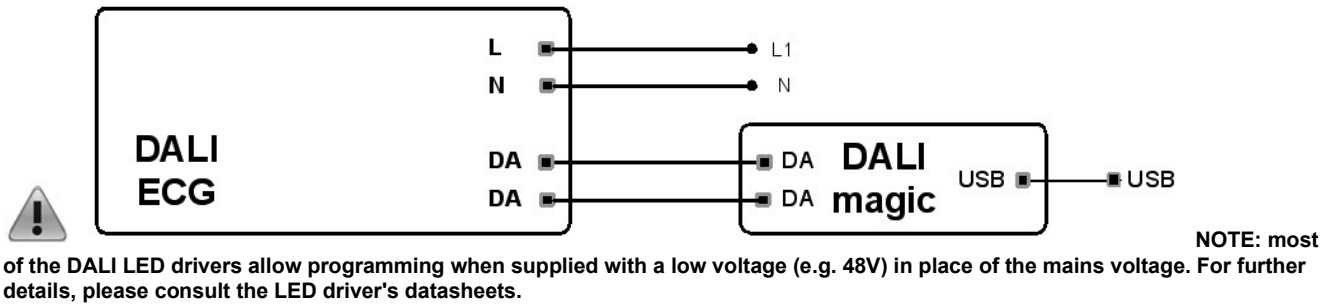 L L1
N N
DALI ECG
DA DA
DA DA
DALI magic
USB USB
NOTE: most
of the DALI LED drivers allow programming when supplied with a low voltage (e.g. 48V) in place of the mains voltage. For further
details, please consult the LED driver's datasheets.